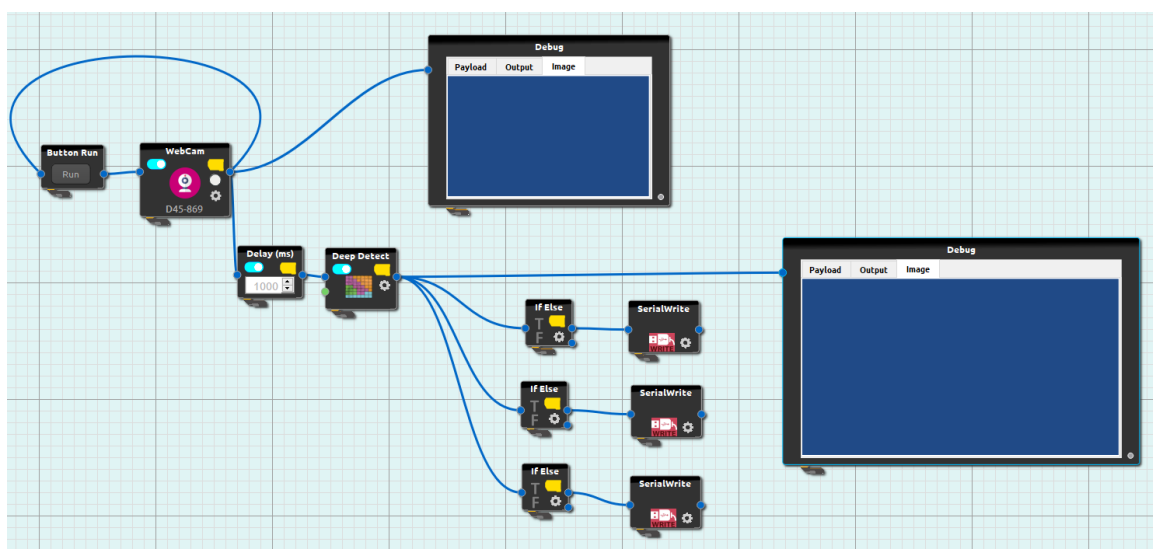 Debug
Payload Output Image
Button Run
Run
WebCam
D45-869
Delay (ms)
1000
Deep Detect
Debug
Payload Output Image
If Else
T
F
SerialWrite
WRITE
If Else
T
F
SerialWrite
WRITE
If Else
T
F
SerialWrite
WRITE